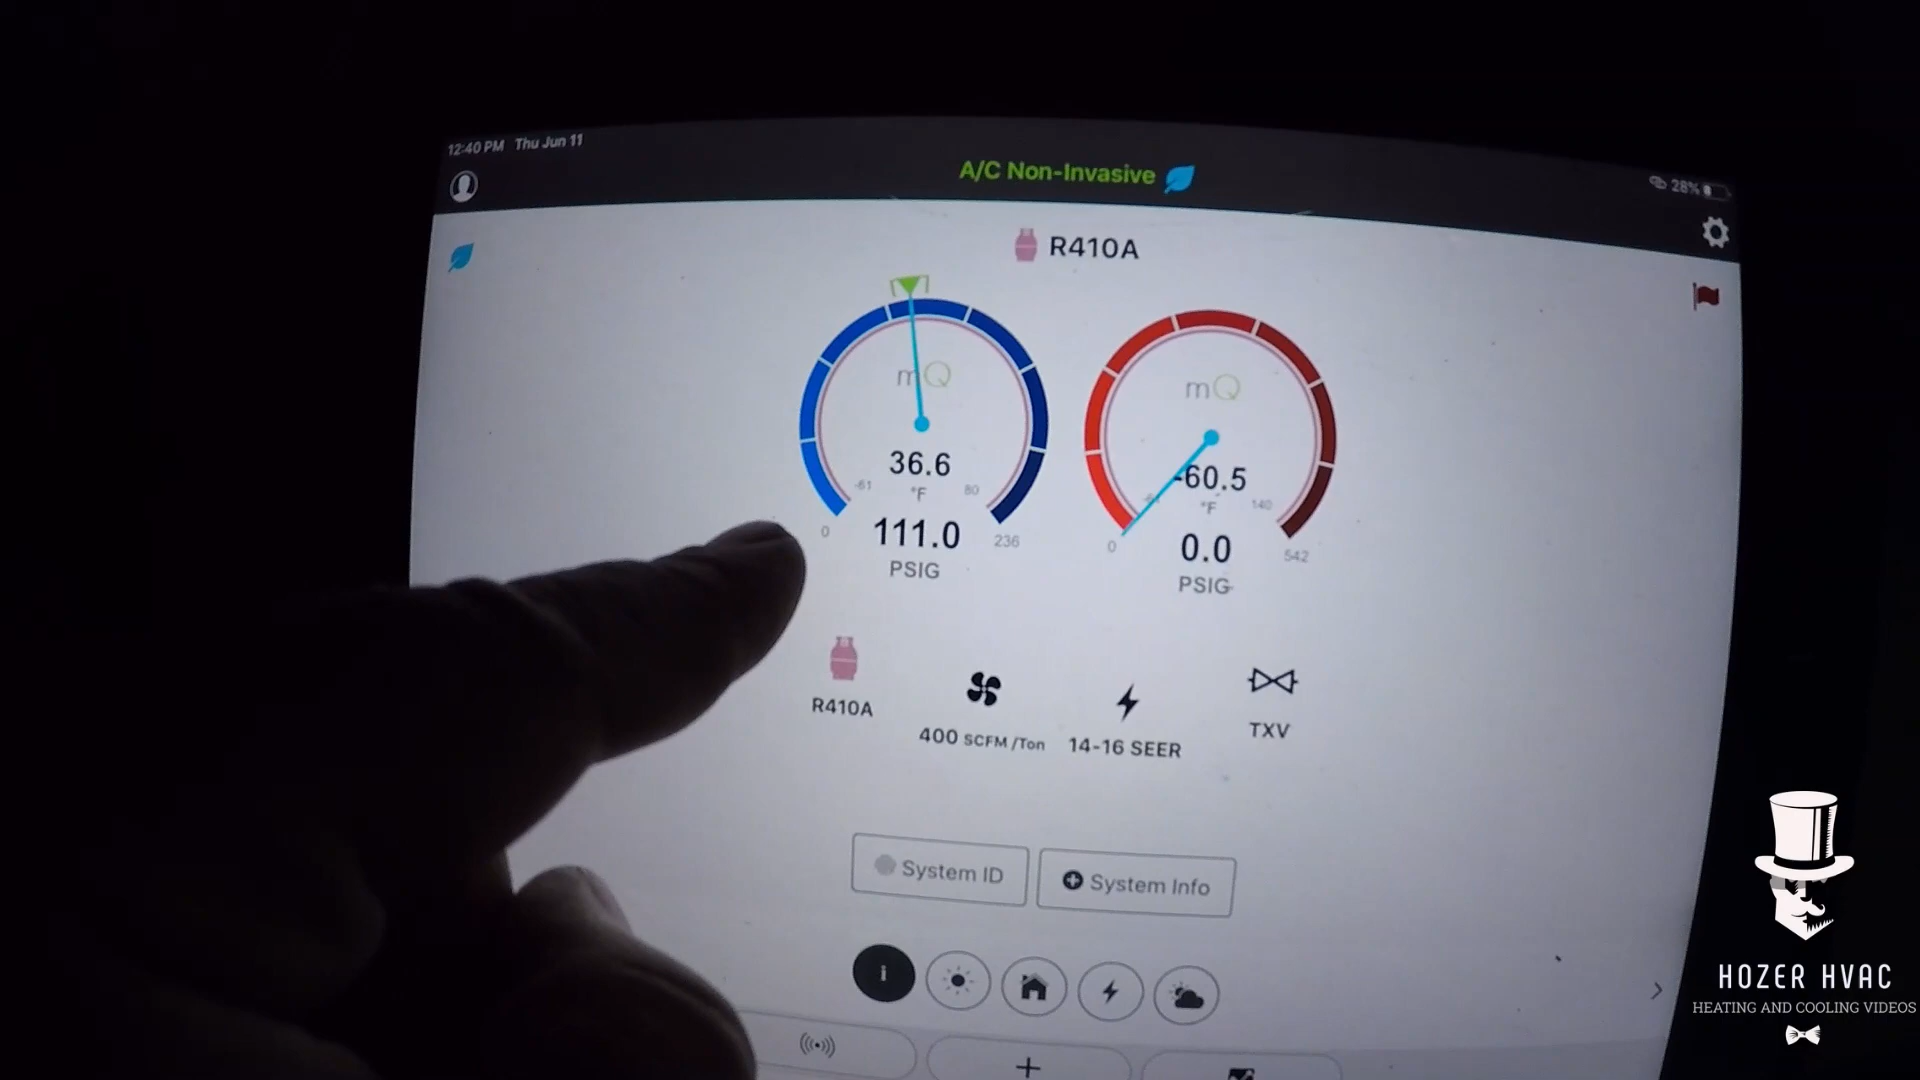 12:40 PM Thu Jun 11
A/C Non-Invasive
28%
R410A
mQ
36.6
-61 °F 80
0 111.0 236
PSIG
mQ
-60.5
°F 140
0 0.0 542
PSIG
R410A
400 SCFM /Ton
14-16 SEER
TXV
System ID
System Info
i
HOZER HVAC
HEATING AND COOLING VIDEOS